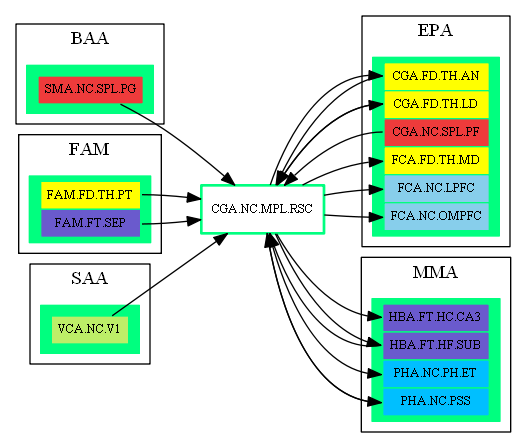 BAA
SMA.NC.SPL.PG
FAM
FAM.FD.TH.PT
FAM.FT.SEP
SAA
VCA.NC.V1
CGA.NC.MPL.RSC
EPA
CGA.FD.TH.AN
CGA.FD.TH.LD
CGA.NC.SPL.PF
FCA.FD.TH.MD
FCA.NC.LPFC
FCA.NC.OMPFC
MMA
HBA.FT.HC.CA3
HBA.FT.HF.SUB
PHA.NC.PH.ET
PHA.NC.PSS